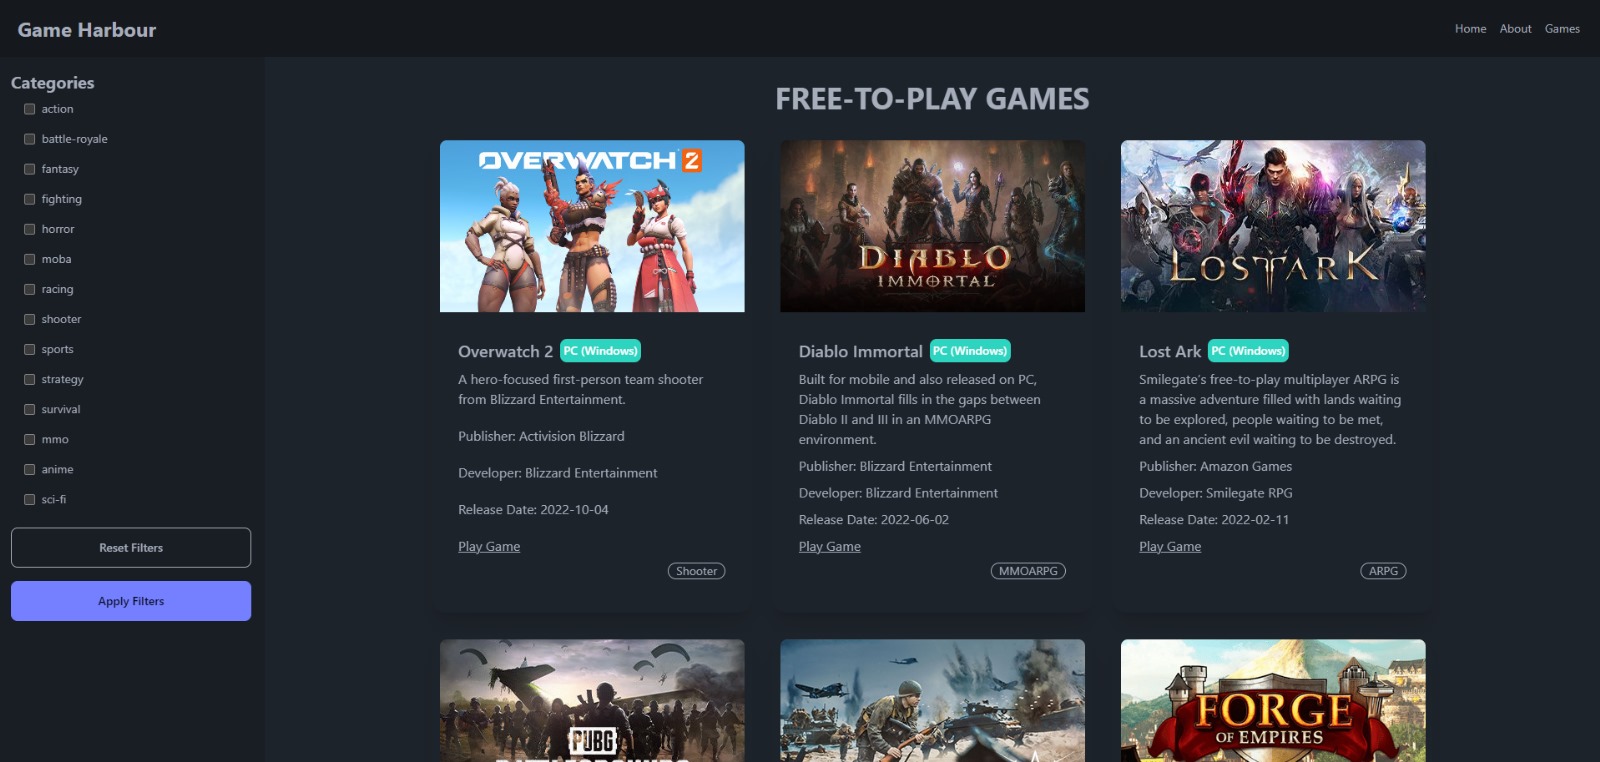 Game Harbour
Home About Games
Categories
action
battle-royale
fantasy
fighting
horror
moba
racing
shooter
sports
strategy
survival
mmo
anime
sci-fi
Reset Filters
Apply Filters
FREE-TO-PLAY GAMES
OVERWATCH 2
Overwatch 2 PC (Windows)
A hero-focused first-person team shooter
from Blizzard Entertainment.
Publisher: Activision Blizzard
Developer: Blizzard Entertainment
Release Date: 2022-10-04
Play Game
Shooter
DIABLO
IMMORTAL
Diablo Immortal PC (Windows)
Built for mobile and also released on PC,
Diablo Immortal fills in the gaps between
Diablo II and III in an MMOARPG
environment.
Publisher: Blizzard Entertainment
Developer: Blizzard Entertainment
Release Date: 2022-06-02
Play Game
MMOARPG
LOST ARK
Lost Ark PC (Windows)
Smilegate's free-to-play multiplayer ARPG is
a massive adventure filled with lands waiting
to be explored, people waiting to be met,
and an ancient evil waiting to be destroyed.
Publisher: Amazon Games
Developer: Smilegate RPG
Release Date: 2022-02-11
Play Game
ARPG
PUBG
BATTLEGROUNDS
FORGE
OF EMPIRES